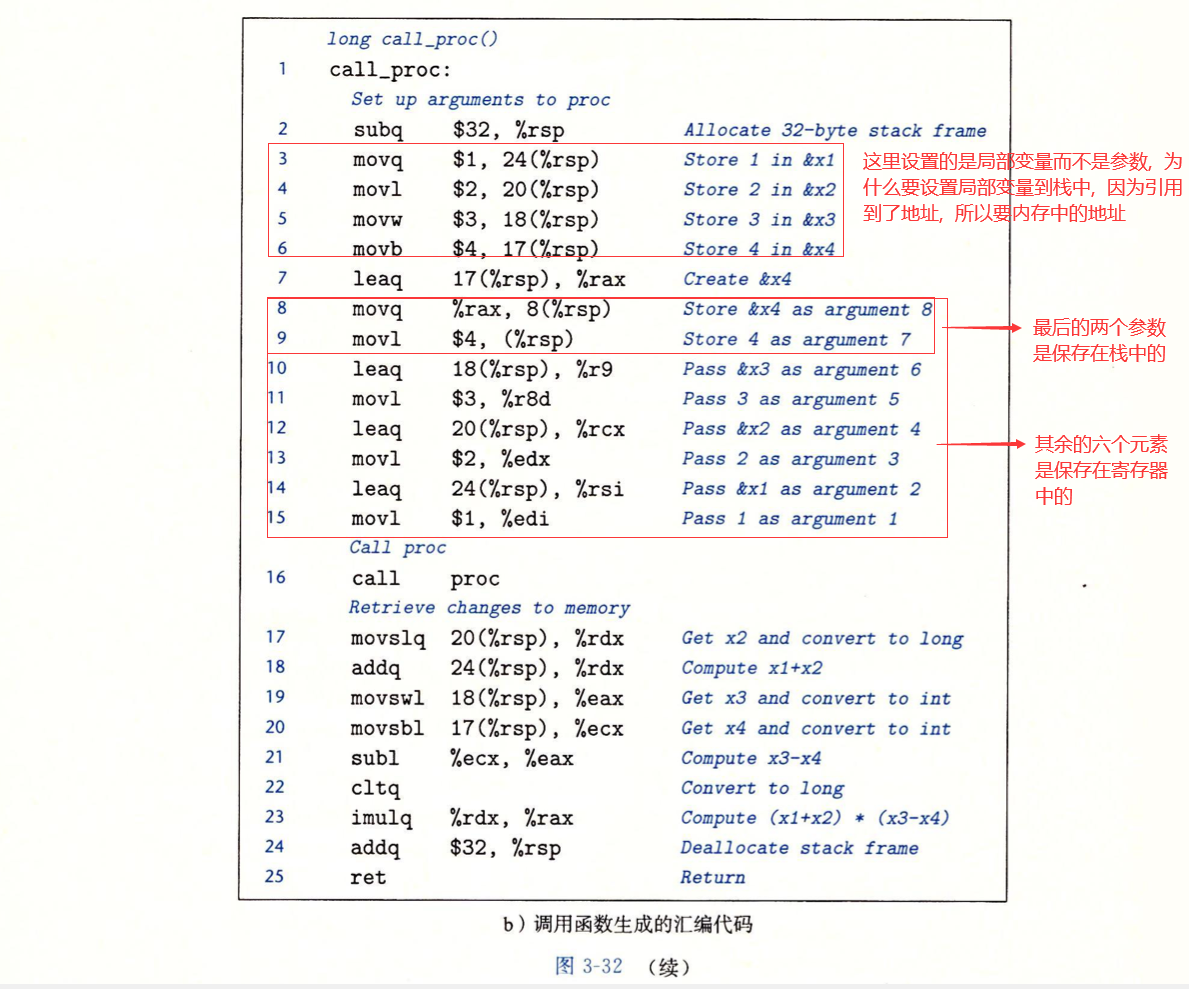 long call_proc()
1 call_proc:
Set up arguments to proc
2 subq $32, %rsp Allocate 32-byte stack frame
3 movq $1, 24(%rsp) Store 1 in &x1
4 movl $2, 20(%rsp) Store 2 in &x2
5 movw $3, 18(%rsp) Store 3 in &x3
6 movb $4, 17(%rsp) Store 4 in &x4
这里设置的是局部变量而不是参数, 为
什么要设置局部变量到栈中, 因为引用
到了地址, 所以要内存中的地址
7 leaq 17(%rsp), %rax Create &x4
8 movq %rax, 8(%rsp) Store &x4 as argument 8
9 movl $4, (%rsp) Store 4 as argument 7
最后的两个参数
是保存在栈中的
10 leaq 18(%rsp), %r9 Pass &x3 as argument 6
11 movl $3, %r8d Pass 3 as argument 5
12 leaq 20(%rsp), %rcx Pass &x2 as argument 4
13 movl $2, %edx Pass 2 as argument 3
14 leaq 24(%rsp), %rsi Pass &x1 as argument 2
15 movl $1, %edi Pass 1 as argument 1
其余的六个元素
是保存在寄存器
中的
Call proc
16 call proc
Retrieve changes to memory
17 movslq 20(%rsp), %rdx Get x2 and convert to long
18 addq 24(%rsp), %rdx Compute x1+x2
19 movswl 18(%rsp), %eax Get x3 and convert to int
20 movsbl 17(%rsp), %ecx Get x4 and convert to int
21 subl %ecx, %eax Compute x3-x4
22 cltq Convert to long
23 imulq %rdx, %rax Compute (x1+x2) * (x3-x4)
24 addq $32, %rsp Deallocate stack frame
25 ret Return
b）调用函数生成的汇编代码
图 3-32 （续）